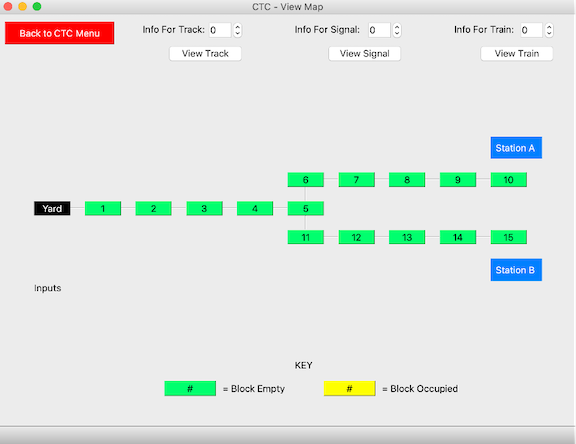 CTC - View Map
Back to CTC Menu
Info For Track: 0
Info For Signal: 0
Info For Train: 0
View Track
View Signal
View Train
Station A
6 7 8 9 10
Yard 1 2 3 4 5
11 12 13 14 15
Station B
Inputs
KEY
# = Block Empty
# = Block Occupied